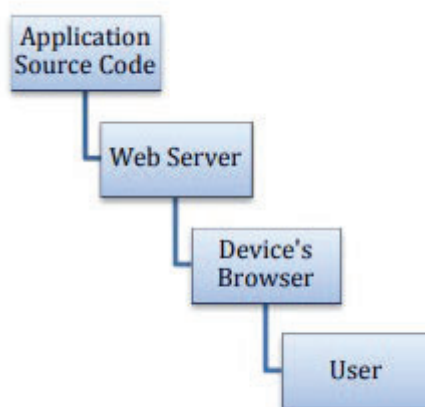 Application
Source Code
Web Server
Device's
Browser
User